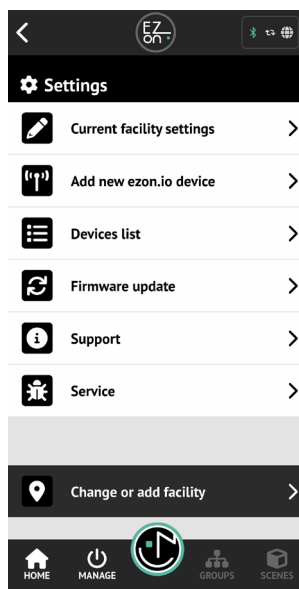 EZ
on
Settings
Current facility settings
Add new ezon.io device
Devices list
Firmware update
Support
Service
Change or add facility
HOME MANAGE GROUPS SCENES